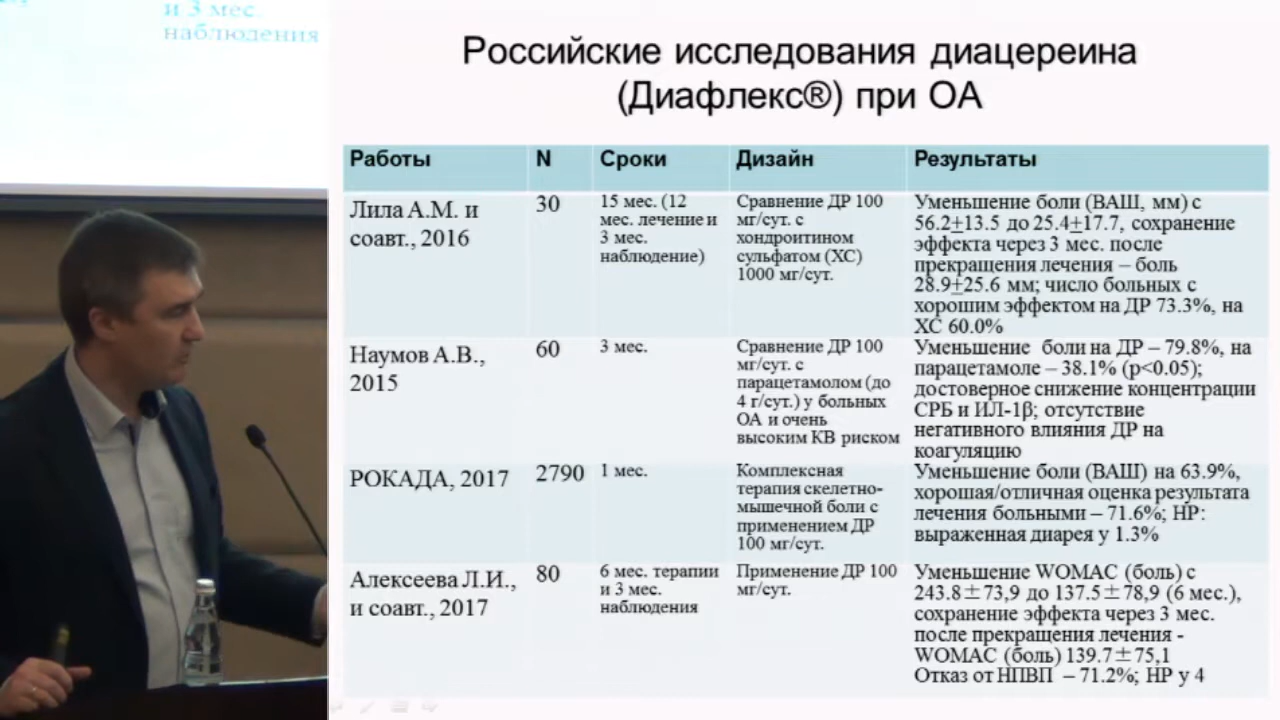 и 3 мес.
наблюдения
Российские исследования диацереина
(Диафлекс®) при ОА
Работы N Сроки Дизайн Результаты
Лила А.М. и
соавт., 2016
30
15 мес. (12
мес. лечение и
3 мес.
наблюдение)
Сравнение ДР 100
мг/сут. с
хондроитином
сульфатом (ХС)
1000 мг/сут.
Уменьшение боли (ВАШ, мм) с
56.2±13.5 до 25.4±17.7, сохранение
эффекта через 3 мес. после
прекращения лечения – боль
28.9±25.6 мм; число больных с
хорошим эффектом на ДР 73.3%, на
ХС 60.0%
Наумов А.В.,
2015
60
3 мес.
Сравнение ДР 100
мг/сут. с
парацетамолом (до
4 г/сут.) у больных
ОА и очень
высоким КВ риском
Уменьшение боли на ДР – 79.8%, на
парацетамоле – 38.1% (p<0.05);
достоверное снижение концентрации
СРБ и ИЛ-1β; отсутствие
негативного влияния ДР на
коагуляцию
РОКАДА, 2017
2790
1 мес.
Комплексная
терапия скелетно-
мышечной боли с
применением ДР
100 мг/сут.
Уменьшение боли (ВАШ) на 63.9%,
хорошая/отличная оценка результата
лечения больными – 71.6%; НР:
выраженная диарея у 1.3%
Алексеева Л.И.,
и соавт., 2017
80
6 мес. терапии
и 3 мес.
наблюдения
Применение ДР 100
мг/сут.
Уменьшение WOMAC (боль) с
243.8±73,9 до 137.5±78,9 (6 мес.),
сохранение эффекта через 3 мес.
после прекращения лечения -
WOMAC (боль) 139.7±75,1
Отказ от НПВП – 71.2%; НР у 4